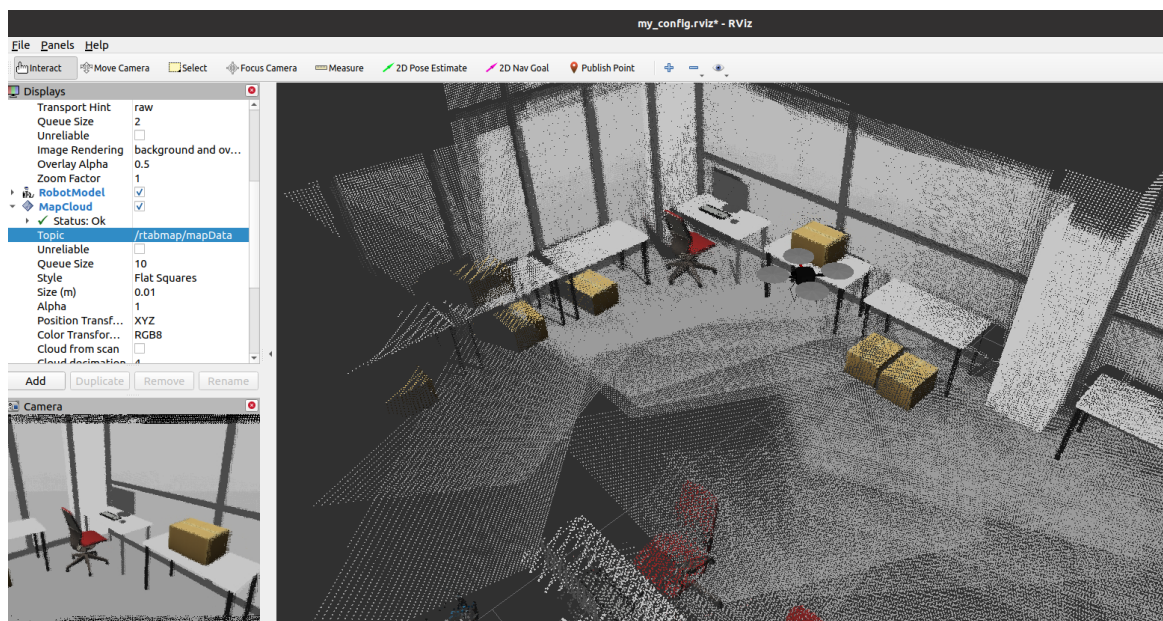 my_config.rviz* - RViz
File Panels Help
Interact Move Camera Select Focus Camera Measure 2D Pose Estimate 2D Nav Goal Publish Point
Displays
Transport Hint raw
Queue Size 2
Unreliable
Image Rendering background and ov...
Overlay Alpha 0.5
Zoom Factor 1
RobotModel
MapCloud
Status: Ok
Topic /rtabmap/mapData
Unreliable
Queue Size 10
Style Flat Squares
Size (m) 0.01
Alpha 1
Position Transf... XYZ
Color Transfor... RGB8
Cloud from scan
Cloud decimation 4
Add Duplicate Remove Rename
Camera